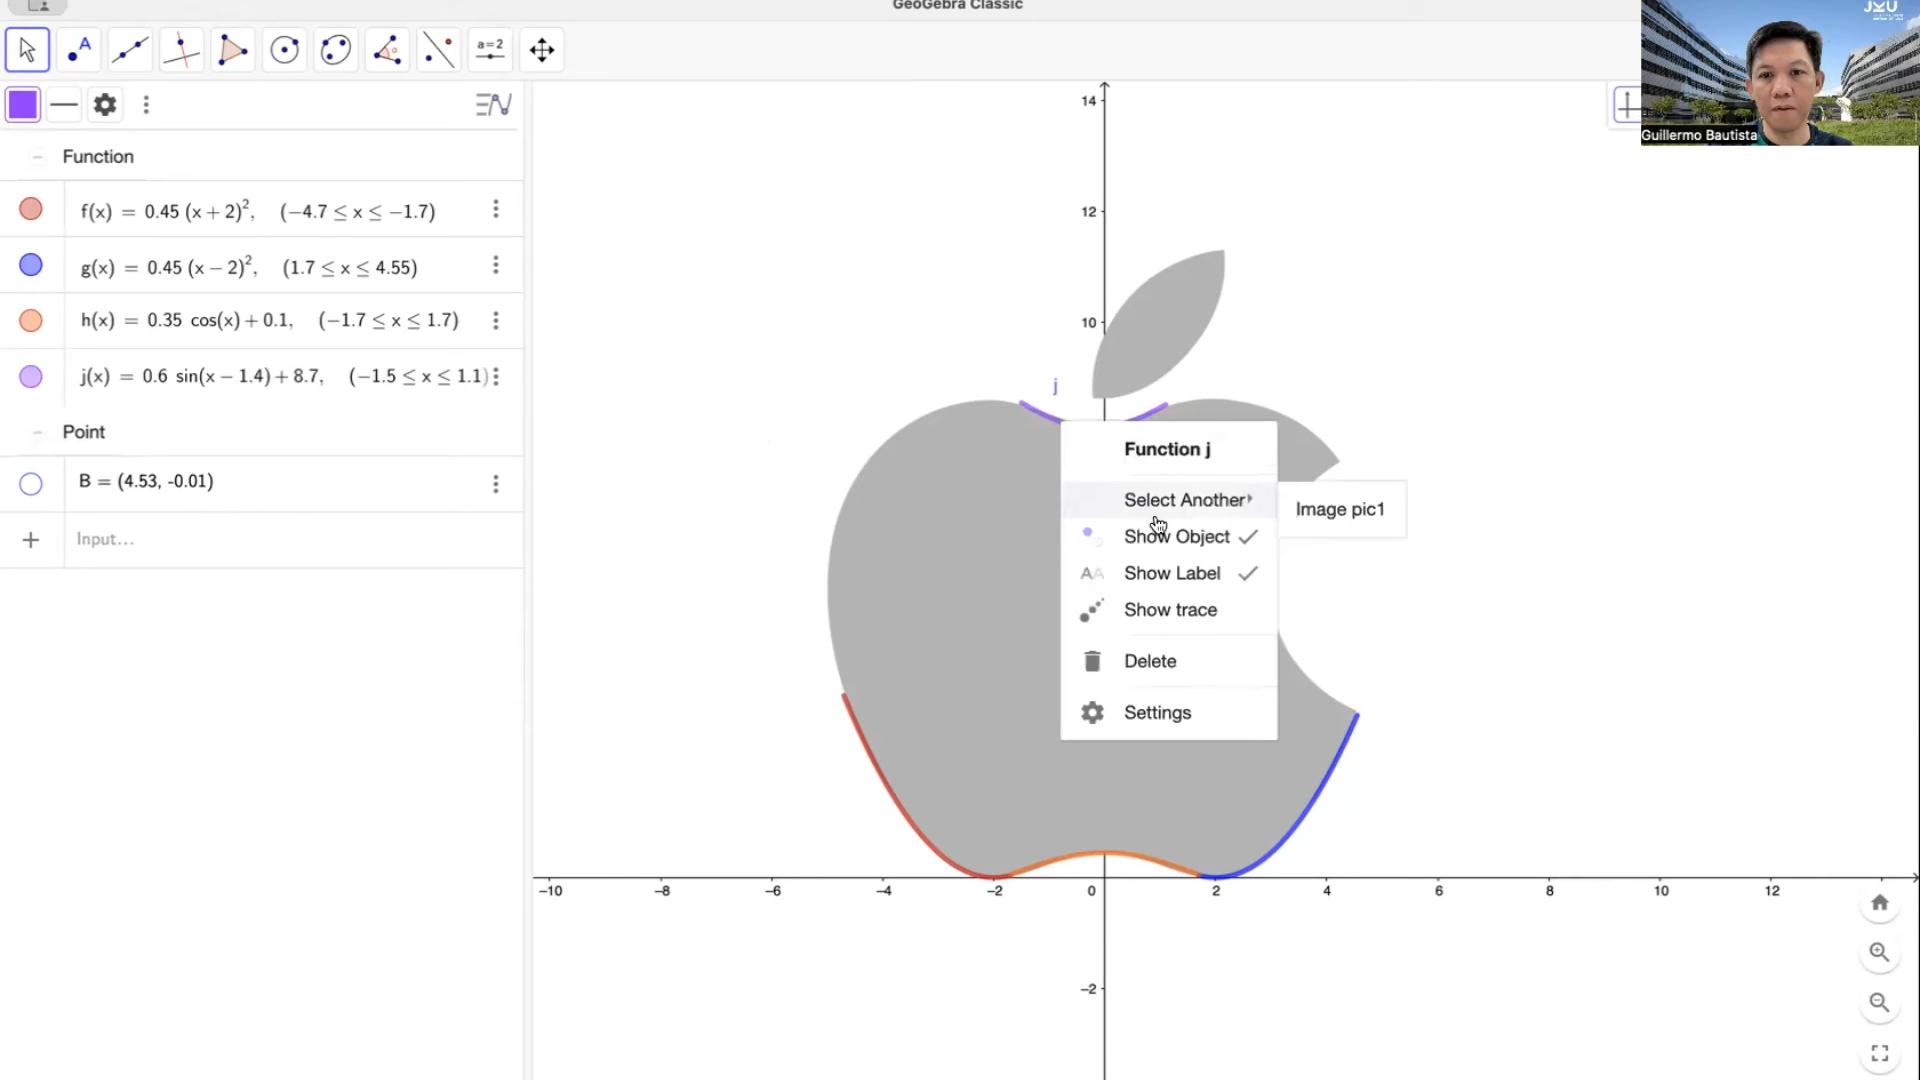 GeoGebra Classic
JKU
Guillermo Bautista
A
a=2
Function
f(x) = 0.45 (x + 2)², (−4.7 ≤ x ≤ −1.7)
g(x) = 0.45 (x − 2)², (1.7 ≤ x ≤ 4.55)
h(x) = 0.35 cos(x) + 0.1, (−1.7 ≤ x ≤ 1.7)
j(x) = 0.6 sin(x − 1.4) + 8.7, (−1.5 ≤ x ≤ 1.1)
Point
B = (4.53, -0.01)
Input...
14
12
10
j
Function j
Select Another
Image pic1
Show Object
AA Show Label
Show trace
Delete
Settings
−10 −8 −6 −4 −2 0 2 4 6 8 10 12
−2